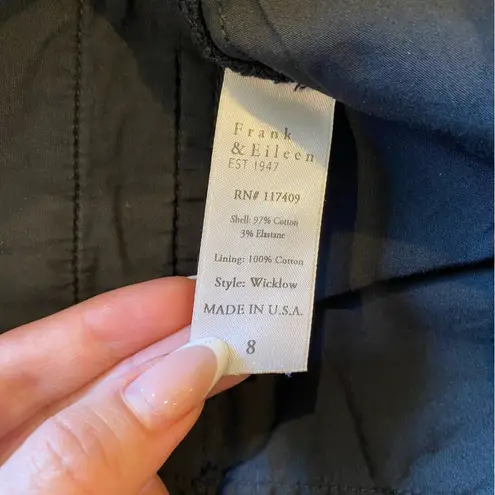 Frank
& Eileen
EST 1947
RN# 117409
Shell: 97% Cotton
3% Elastane
Lining: 100% Cotton
Style: Wicklow
MADE IN U.S.A.
8